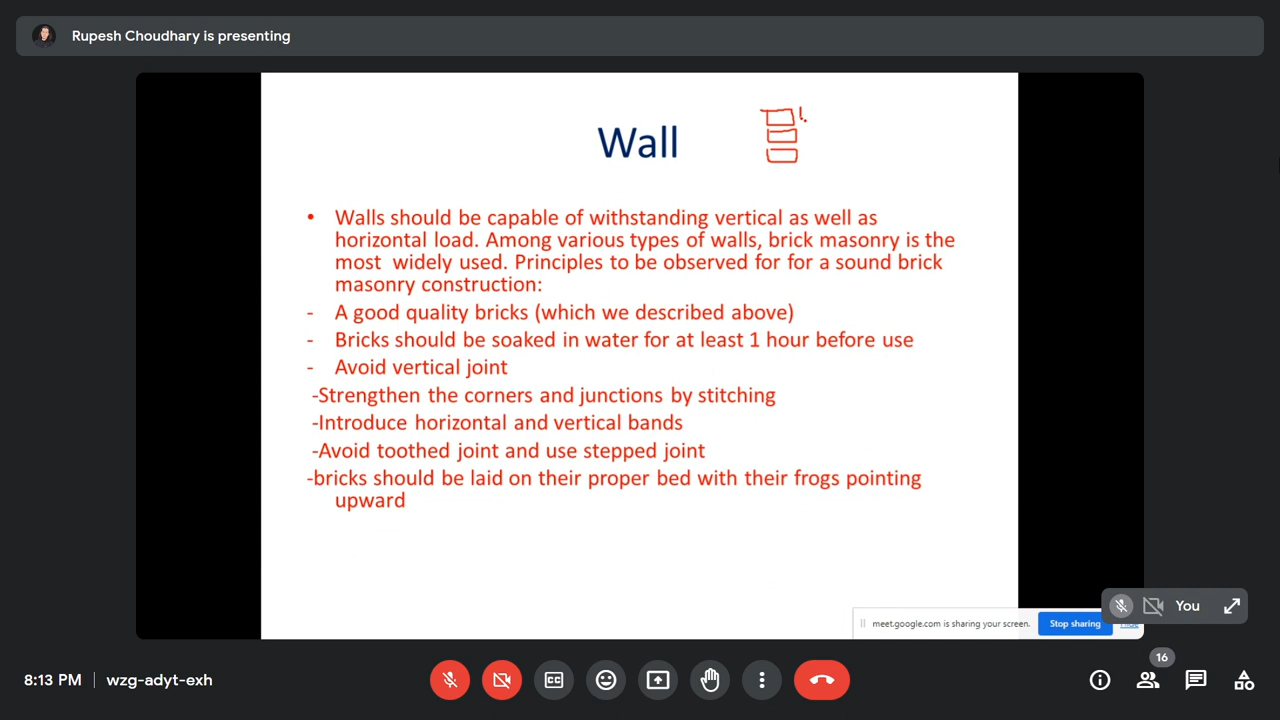 Rupesh Choudhary is presenting
Wall
• Walls should be capable of withstanding vertical as well as
horizontal load. Among various types of walls, brick masonry is the
most widely used. Principles to be observed for for a sound brick
masonry construction:
- A good quality bricks (which we described above)
- Bricks should be soaked in water for at least 1 hour before use
- Avoid vertical joint
-Strengthen the corners and junctions by stitching
-Introduce horizontal and vertical bands
-Avoid toothed joint and use stepped joint
-bricks should be laid on their proper bed with their frogs pointing
upward
You
meet.google.com is sharing your screen. Stop sharing Hide
16
8:13 PM | wzg-adyt-exh
CC